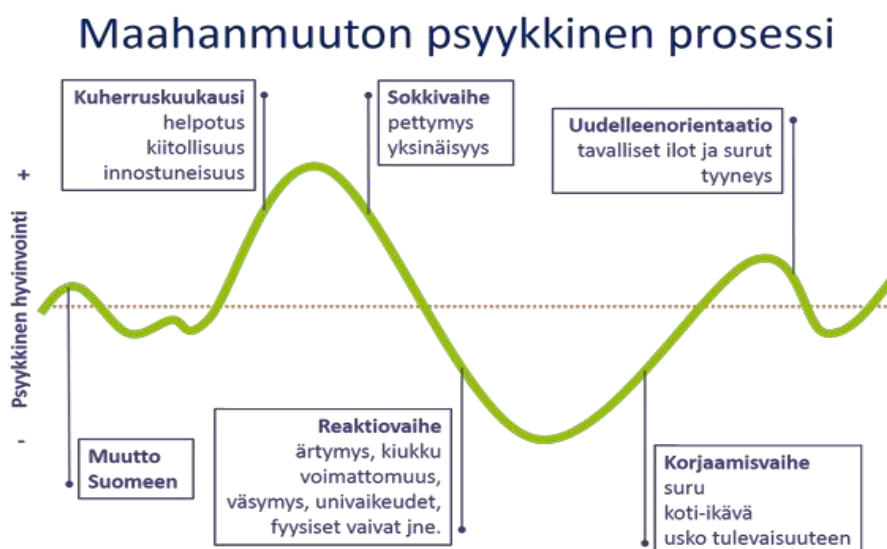 Maahanmuuton psyykkinen prosessi
Kuherruskuukausi
helpotus
kiitollisuus
innostuneisuus
Sokkivaihe
pettymys
yksinäisyys
Uudelleenorientaatio
tavalliset ilot ja surut
tyyneys
+
Psyykkinen hyvinvointi
-
Muutto
Suomeen
Reaktiovaihe
ärtymys, kiukku
voimattomuus,
väsymys, univaikeudet,
fyysiset vaivat jne.
Korjaamisvaihe
suru
koti-ikävä
usko tulevaisuuteen